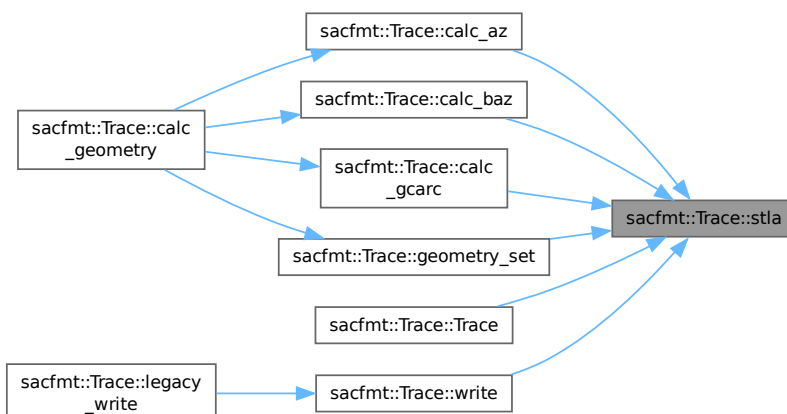 sacfmt::Trace::calc_az
sacfmt::Trace::calc_baz
sacfmt::Trace::calc
_geometry
sacfmt::Trace::calc
_gcarc
sacfmt::Trace::stla
sacfmt::Trace::geometry_set
sacfmt::Trace::Trace
sacfmt::Trace::legacy
_write
sacfmt::Trace::write